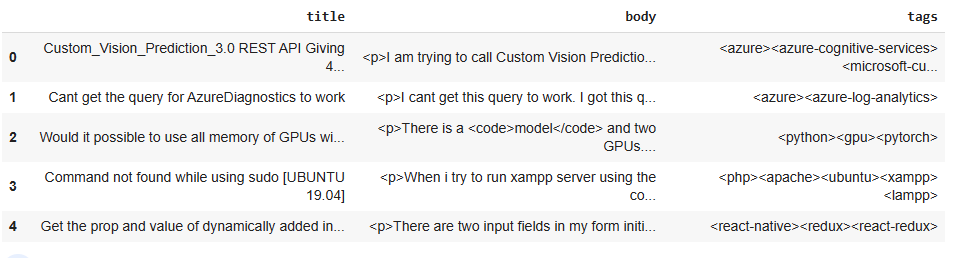 title body tags
0 Custom_Vision_Prediction_3.0 REST API Giving 4... <p>I am trying to call Custom Vision Predictio... <azure><azure-cognitive-services><microsoft-cu...
1 Cant get the query for AzureDiagnostics to work <p>I cant get this query to work. I got this q... <azure><azure-log-analytics>
2 Would it possible to use all memory of GPUs wi... <p>There is a <code>model</code> and two GPUs.... <python><gpu><pytorch>
3 Command not found while using sudo [UBUNTU 19.04] <p>When i try to run xampp server using the co... <php><apache><ubuntu><xampp><lampp>
4 Get the prop and value of dynamically added in... <p>There are two input fields in my form initi... <react-native><redux><react-redux>